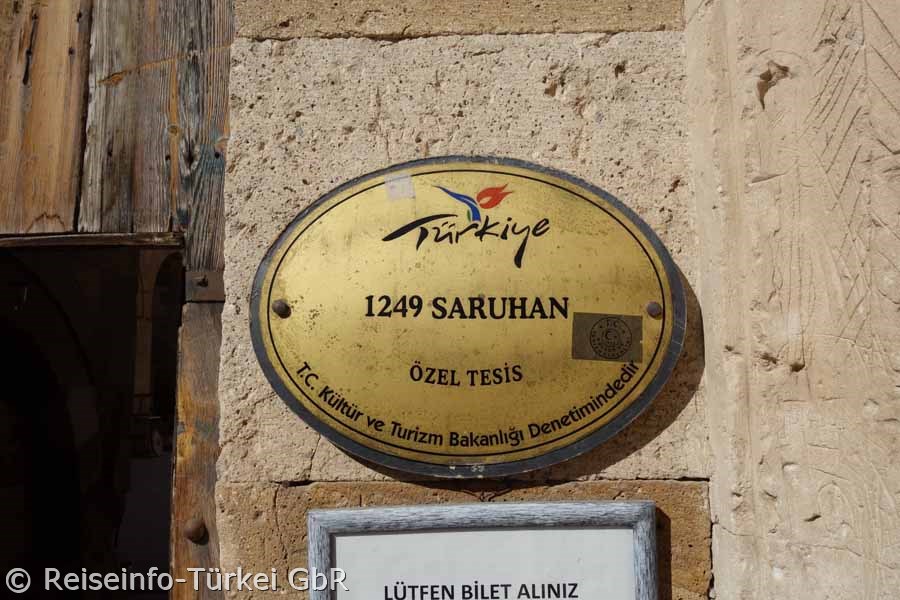 Türkiye
1249 SARUHAN
T.C.
ÖZEL TESİS
T.C. Kültür ve Turizm Bakanlığı Denetimindedir
LÜTFEN BİLET ALINIZ
© Reiseinfo-Türkei GbR